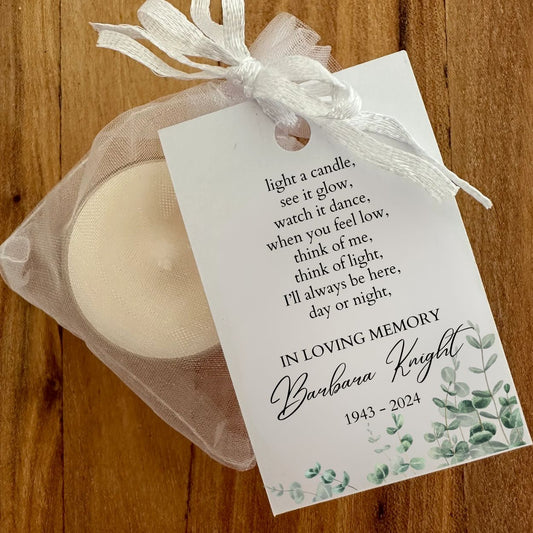 light a candle,
see it glow,
watch it dance,
when you feel low,
think of me,
think of light,
I'll always be here,
day or night,
IN LOVING MEMORY
Barbara Knight
1943 - 2024